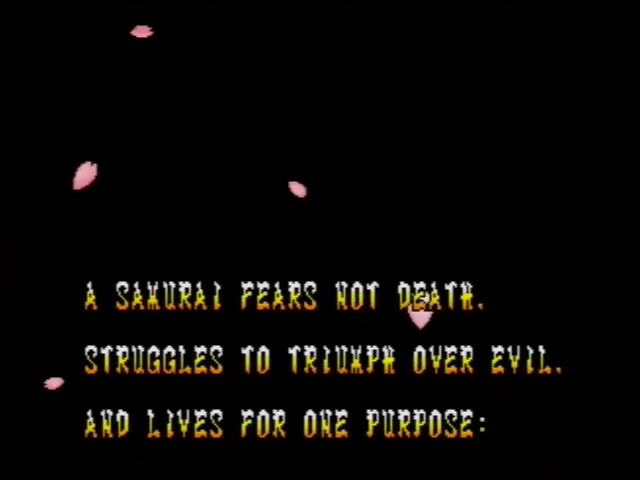 A SAMURAI FEARS NOT DEATH.
STRUGGLES TO TRIUMPH OVER EVIL.
AND LIVES FOR ONE PURPOSE: